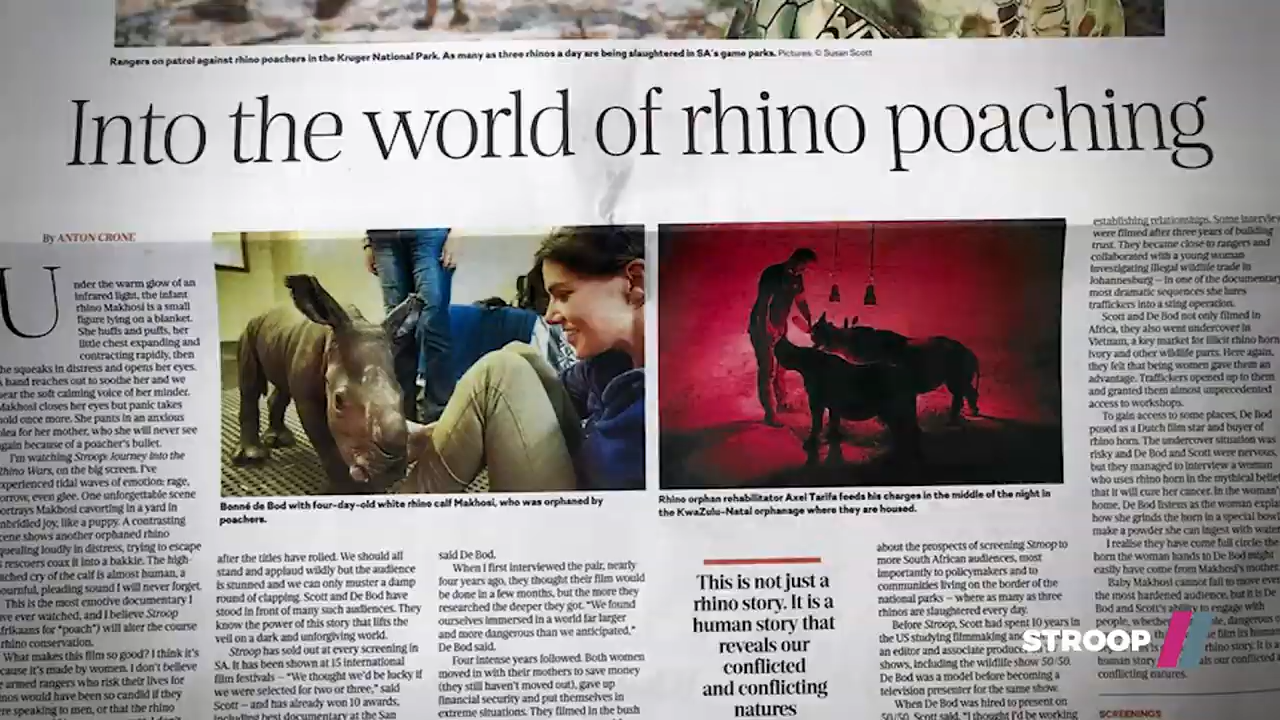 Rangers on patrol against rhino poachers in the Kruger National Park. As many as three rhinos a day are being slaughtered in SA's game parks. Pictures: © Susan Scott
Into the world of rhino poaching
By ANTON CRONE
U
nder the warm glow of an
infrared light, the infant
rhino Makhosi is a small
figure lying on a blanket.
She huffs and puffs, her
little chest expanding and
contracting rapidly, then
she squeaks in distress and opens her eyes.
hand reaches out to soothe her and we
ear the soft calming voice of her minder.
Makhosi closes her eyes but panic takes
hold once more. She pants in an anxious
plea for her mother, who she will never see
again because of a poacher's bullet.
I'm watching Stroop: Journey into the
Rhino Wars, on the big screen. I've
experienced tidal waves of emotion: rage,
orrow, even glee. One unforgettable scene
ortrays Makhosi cavorting in a yard in
nbridled joy, like a puppy. A contrasting
cene shows another orphaned rhino
quealing loudly in distress, trying to escape
s rescuers coax it into a bakkie. The high-
ched cry of the calf is almost human, a
ournful, pleading sound I will never forget.
This is the most emotive documentary I
ve ever watched, and I believe Stroop
frikaans for "poach") will alter the course
rhino conservation.
What makes this film so good? I think it's
cause it's made by women. I don't believe
e armed rangers who risk their lives for
inos would have been so candid if they
re speaking to men, or that the rhino
Bonné de Bod with four-day-old white rhino calf Makhosi, who was orphaned by
poachers.
after the titles have rolled. We should all
stand and applaud wildly but the audience
is stunned and we can only muster a damp
round of clapping. Scott and De Bod have
stood in front of many such audiences. They
know the power of this story that lifts the
veil on a dark and unforgiving world.
Stroop has sold out at every screening in
SA. It has been shown at 15 international
film festivals – "We thought we'd be lucky if
we were selected for two or three," said
Scott – and has already won 10 awards,
including best documentary at the San
said De Bod.
When I first interviewed the pair, nearly
four years ago, they thought their film would
be done in a few months, but the more they
researched the deeper they got. "We found
ourselves immersed in a world far larger
and more dangerous than we anticipated,"
De Bod said.
Four intense years followed. Both women
moved in with their mothers to save money
(they still haven't moved out), gave up
financial security and put themselves in
extreme situations. They filmed in the bush
Rhino orphan rehabilitator Axel Tarifa feeds his charges in the middle of the night in
the KwaZulu-Natal orphanage where they are housed.
This is not just a
rhino story. It is a
human story that
reveals our
conflicted
and conflicting
natures
about the prospects of screening Stroop to
more South African audiences, most
importantly to policymakers and to
communities living on the border of the
national parks – where as many as three
rhinos are slaughtered every day.
Before Stroop, Scott had spent 10 years in
the US studying filmmaking and
an editor and associate
shows, including the wildlife show 50/50.
De Bod was a model before becoming a
television presenter for the same show.
When De Bod was hired to present on
50/50, Scott said, "I thought I'd be working
establishing relationships. Some interview
were filmed after three years of building
trust. They became close to rangers and
collaborated with a young woman
investigating illegal wildlife trade in
Johannesburg – in one of the documentar
most dramatic sequences she lures
traffickers into a sting operation.
Scott and De Bod not only filmed in
Africa, they also went undercover in
Vietnam, a key market for illicit rhino horn
ivory and other wildlife parts. Here again,
they felt that being women gave them an
advantage. Traffickers opened up to them
and granted them almost unprecedented
access to workshops.
To gain access to some places, De Bod
posed as a Dutch film star and buyer of
rhino horn. The undercover situation was
risky and De Bod and Scott were nervous,
but they managed to interview a woman
who uses rhino horn in the mythical belief
that it will cure her cancer. In the woman'
home, De Bod listens as the woman explai
how she grinds the horn in a special bowl
make a powder she can ingest with water
I realise they have come full circle: the
horn the woman hands to De Bod might
easily have come from Makhosi's mother.
Baby Makhosi cannot fail to move even
the most hardened audience, but it is De
Bod and Scott's ability to engage with
people, whether
human story
conflicting natures.
SCREENINGS
STROOP